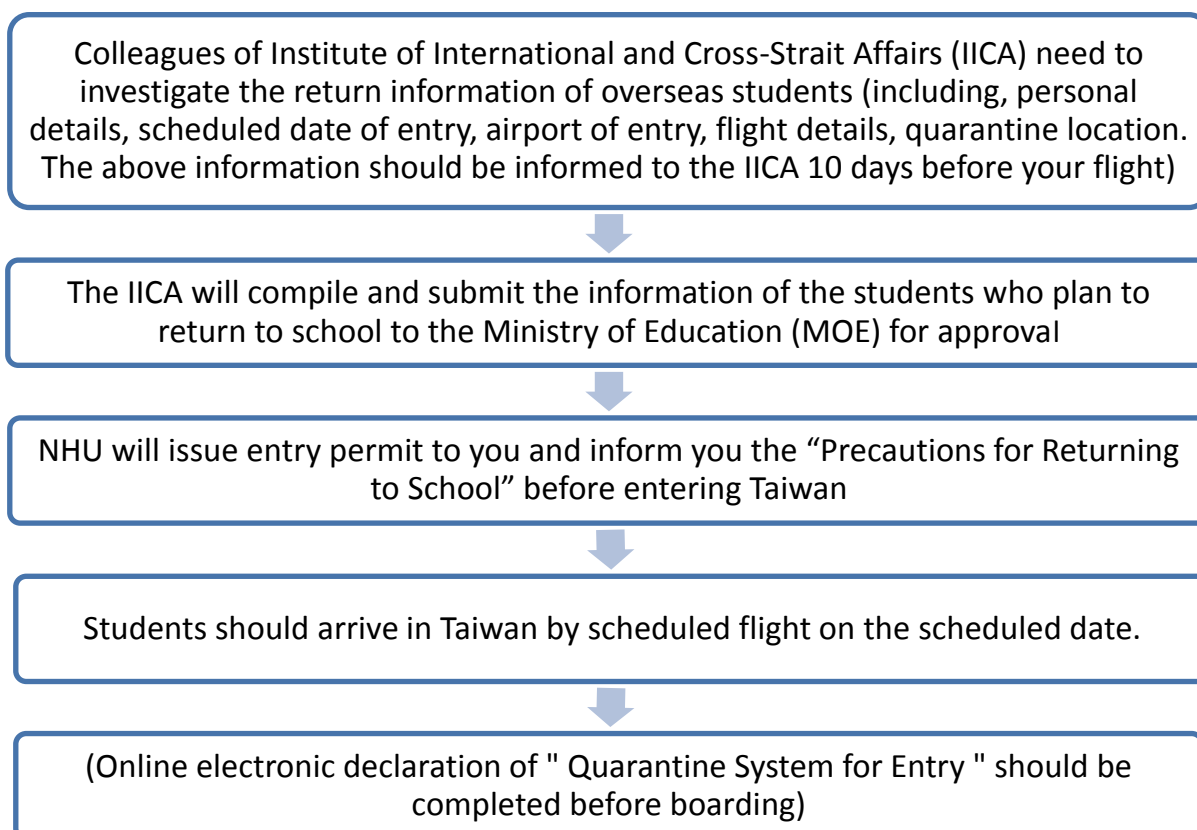 Colleagues of Institute of International and Cross-Strait Affairs (IICA) need to
investigate the return information of overseas students (including, personal
details, scheduled date of entry, airport of entry, flight details, quarantine location.
The above information should be informed to the IICA 10 days before your flight)
The IICA will compile and submit the information of the students who plan to
return to school to the Ministry of Education (MOE) for approval
NHU will issue entry permit to you and inform you the “Precautions for Returning
to School” before entering Taiwan
Students should arrive in Taiwan by scheduled flight on the scheduled date.
(Online electronic declaration of " Quarantine System for Entry " should be
completed before boarding)